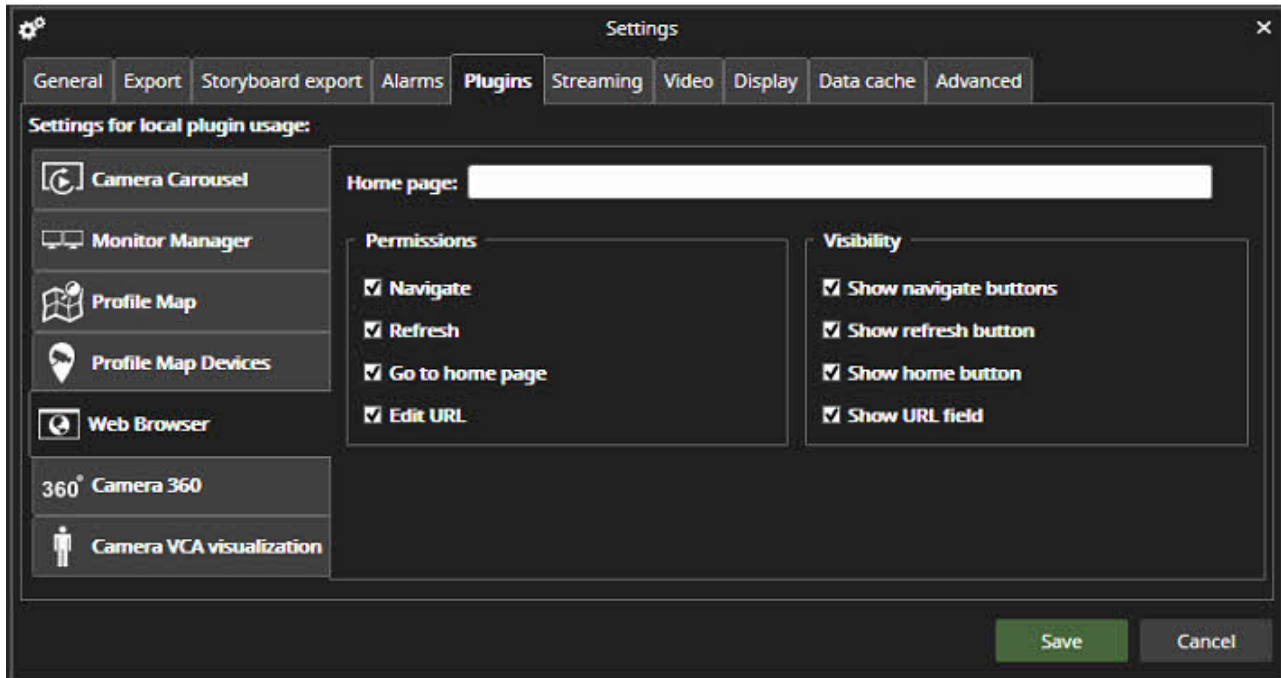 Settings
General Export Storyboard export Alarms Plugins Streaming Video Display Data cache Advanced
Settings for local plugin usage:
Camera Carousel
Monitor Manager
Profile Map
Profile Map Devices
Web Browser
360° Camera 360
Camera VCA visualization
Home page:
Permissions
Navigate
Refresh
Go to home page
Edit URL
Visibility
Show navigate buttons
Show refresh button
Show home button
Show URL field
Save Cancel